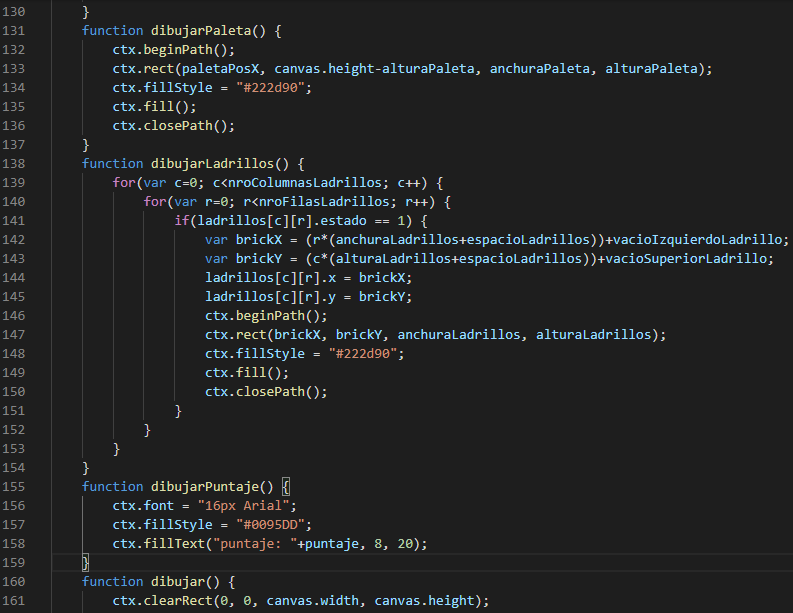 130 }
131 function dibujarPaleta() {
132 ctx.beginPath();
133 ctx.rect(paletaPosX, canvas.height-alturaPaleta, anchuraPaleta, alturaPaleta);
134 ctx.fillStyle = "#222d90";
135 ctx.fill();
136 ctx.closePath();
137 }
138 function dibujarLadrillos() {
139 for(var c=0; c<nroColumnasLadrillos; c++) {
140 for(var r=0; r<nroFilasLadrillos; r++) {
141 if(ladrillos[c][r].estado == 1) {
142 var brickX = (r*(anchuraLadrillos+espacioLadrillos))+vacioIzquierdoLadrillo;
143 var brickY = (c*(alturaLadrillos+espacioLadrillos))+vacioSuperiorLadrillo;
144 ladrillos[c][r].x = brickX;
145 ladrillos[c][r].y = brickY;
146 ctx.beginPath();
147 ctx.rect(brickX, brickY, anchuraLadrillos, alturaLadrillos);
148 ctx.fillStyle = "#222d90";
149 ctx.fill();
150 ctx.closePath();
151 }
152 }
153 }
154 }
155 function dibujarPuntaje() {
156 ctx.font = "16px Arial";
157 ctx.fillStyle = "#0095DD";
158 ctx.fillText("puntaje: "+puntaje, 8, 20);
159 }
160 function dibujar() {
161 ctx.clearRect(0, 0, canvas.width, canvas.height);